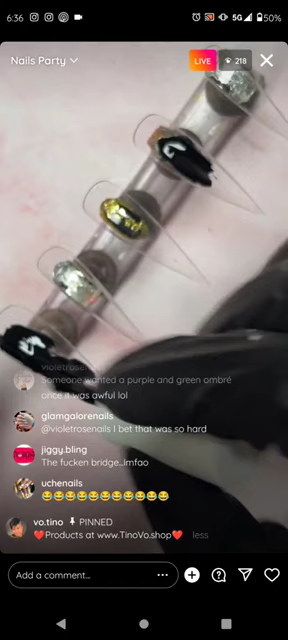 6:36
5G 50%
Nails Party
LIVE 218
violetrosenails
Someone wanted a purple and green ombré
once it was awful lol
glamgalorenails
@violetrosenails I bet that was so hard
jiggy.bling
The fucken bridge..lmfao
uchenails
😂😂😂😂😂😂😂😂😂😂😂
vo.tino 📌 PINNED
❤️Products at www.TinoVo.shop❤️ less
Add a comment...